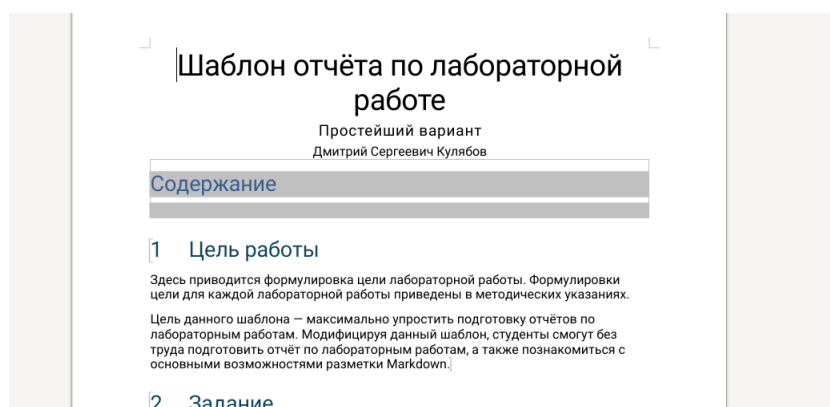 Шаблон отчёта по лабораторной
работе
Простейший вариант
Дмитрий Сергеевич Кулябов
Содержание
1 Цель работы
Здесь приводится формулировка цели лабораторной работы. Формулировки
цели для каждой лабораторной работы приведены в методических указаниях.
Цель данного шаблона — максимально упростить подготовку отчётов по
лабораторным работам. Модифицируя данный шаблон, студенты смогут без
труда подготовить отчёт по лабораторным работам, а также познакомиться с
основными возможностями разметки Markdown.
2 Задание